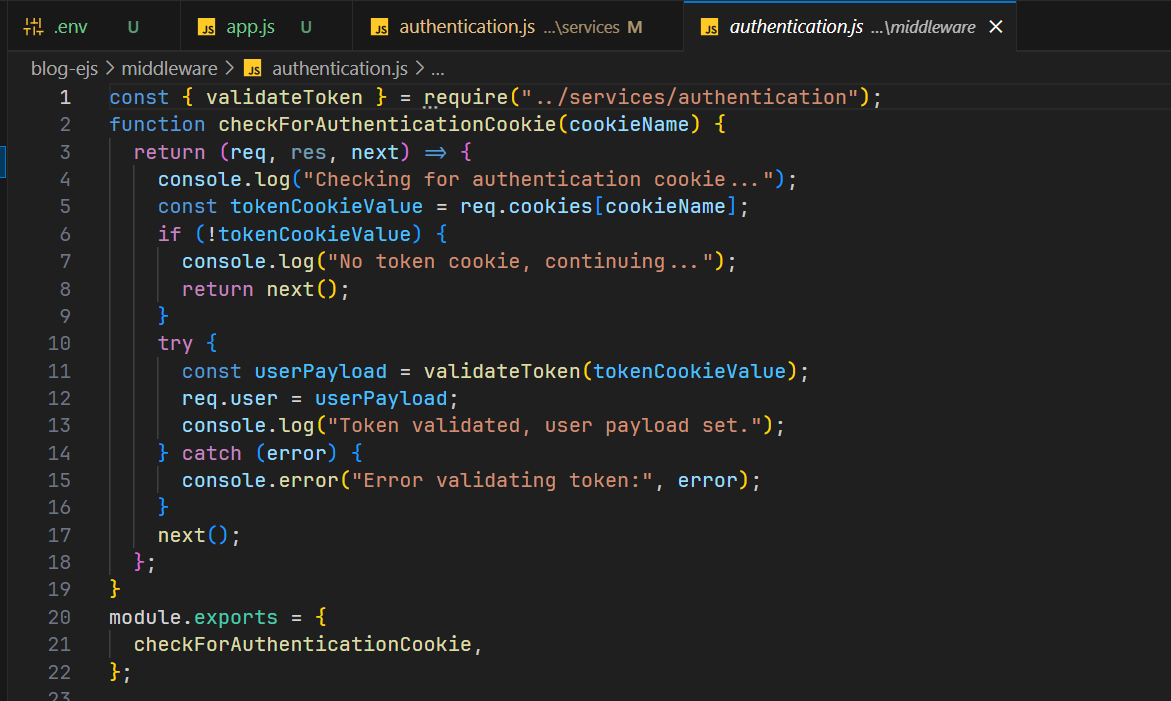 .env U JS app.js U JS authentication.js ...\services M JS authentication.js ...\middleware
blog-ejs > middleware > JS authentication.js > ...
1 const { validateToken } = require("../services/authentication");
2 function checkForAuthenticationCookie(cookieName) {
3   return (req, res, next) => {
4     console.log("Checking for authentication cookie...");
5     const tokenCookieValue = req.cookies[cookieName];
6     if (!tokenCookieValue) {
7       console.log("No token cookie, continuing...");
8       return next();
9     }
10     try {
11       const userPayload = validateToken(tokenCookieValue);
12       req.user = userPayload;
13       console.log("Token validated, user payload set.");
14     } catch (error) {
15       console.error("Error validating token:", error);
16     }
17     next();
18   };
19 }
20 module.exports = {
21   checkForAuthenticationCookie,
22 };
23